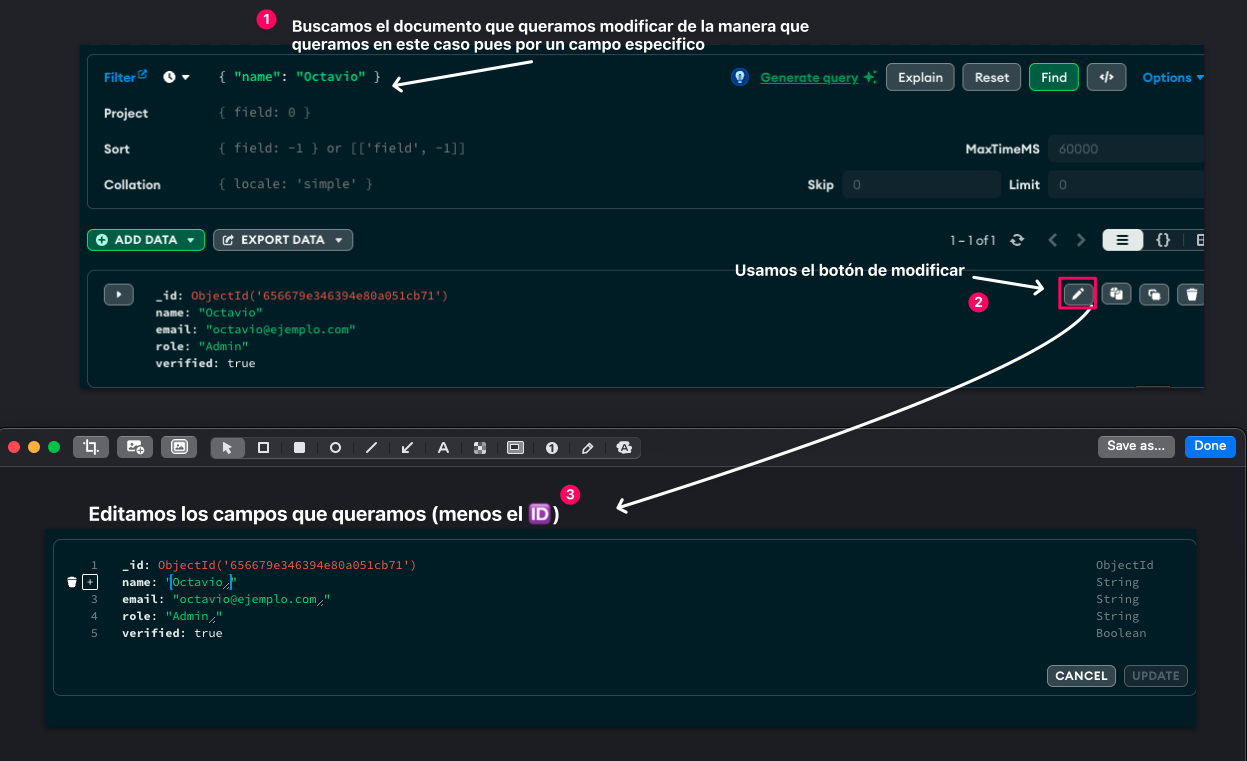 1
Buscamos el documento que queramos modificar de la manera que
queramos en este caso pues por un campo especifico
Filter { "name": "Octavio" } Generate query Explain Reset Find </> Options
Project { field: 0 }
Sort { field: -1 } or [['field', -1]] MaxTimeMS 60000
Collation { locale: 'simple' } Skip 0 Limit 0
ADD DATA EXPORT DATA 1 – 1 of 1 {}
Usamos el botón de modificar
2
_id: ObjectId('656679e346394e80a051cb71')
name: "Octavio"
email: "octavio@ejemplo.com"
role: "Admin"
verified: true
A 1 A Save as... Done
3
Editamos los campos que queramos (menos el 🆔)
1 _id: ObjectId('656679e346394e80a051cb71') ObjectId
name: "Octavio" String
3 email: "octavio@ejemplo.com" String
4 role: "Admin" String
5 verified: true Boolean
CANCEL UPDATE